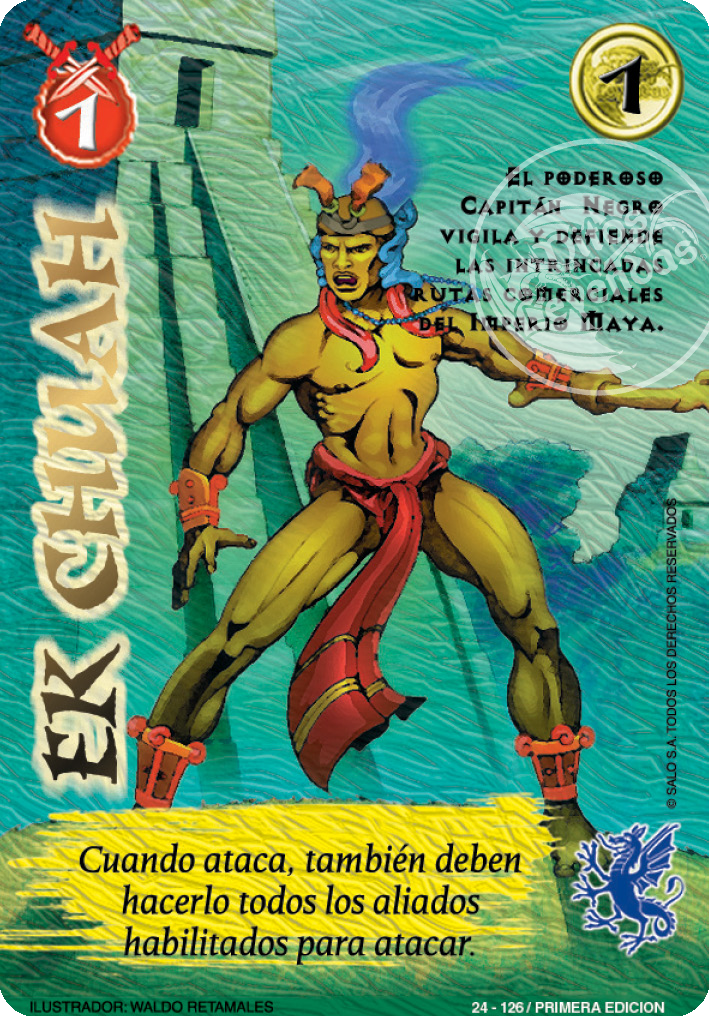 1
1
EL PODEROSO
CAPITÁN NEGRO
VIGILA Y DEFIENDE
LAS INTRINCADAS
RUTAS COMERCIALES
DEL IMPERIO MAYA.
EK CHUAH
© SALO S.A. TODOS LOS DERECHOS RESERVADOS
Cuando ataca, también deben
hacerlo todos los aliados
habilitados para atacar.
ILUSTRADOR: WALDO RETAMALES
24 - 126 / PRIMERA EDICION